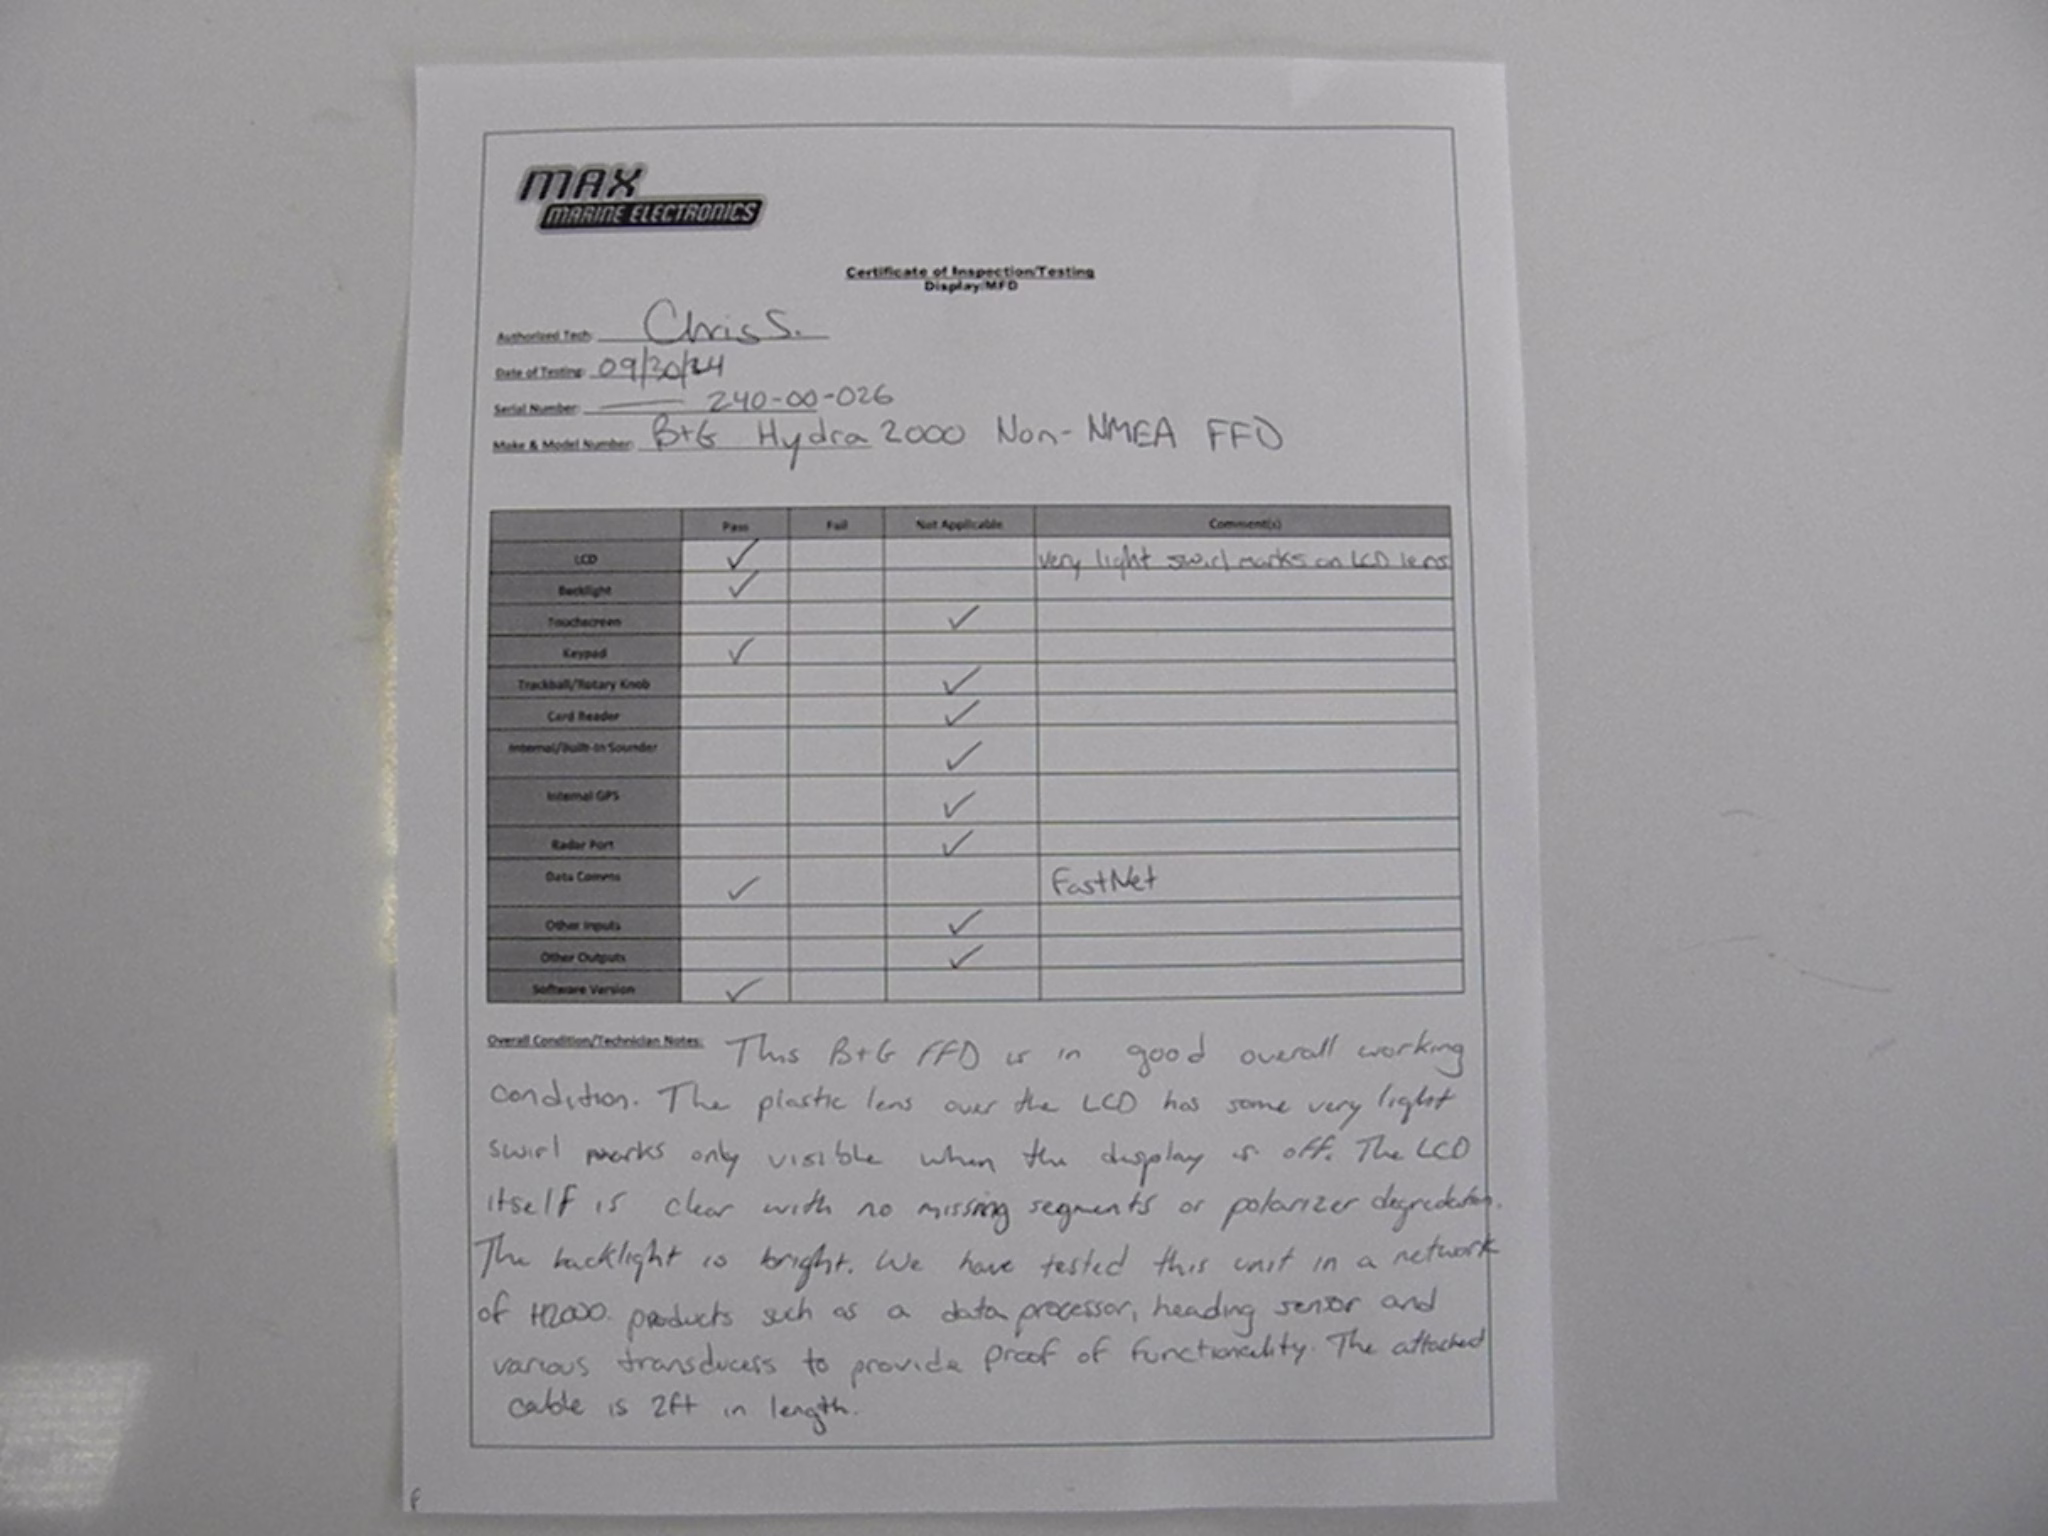 MAX
MARINE ELECTRONICS
Certificate of Inspection/Testing
Display/MFD
Authorized Tech: Chris S.
Date of Testing: 09/30/24
Serial Number: 240-00-026
Make & Model Number: B+G Hydra 2000 Non-NMEA FFD
Pass Fail Not Applicable Comment(s)
LCD ✓ very light swirl marks on LCD lens
Backlight ✓
Touchscreen ✓
Keypad ✓
Trackball/Rotary Knob ✓
Card Reader ✓
Internal/Built-In Sounder ✓
Internal GPS ✓
Radar Port ✓
Data Comms ✓ FastNet
Other Inputs ✓
Other Outputs ✓
Software Version ✓
Overall Condition/Technician Notes: This B+G FFD is in good overall working
condition. The plastic lens over the LCD has some very light
swirl marks only visible when the display is off. The LCD
itself is clear with no missing segments or polarizer degredation.
The backlight is bright. We have tested this unit in a network
of H2000 products such as a data processor, heading sensor and
various transducers to provide proof of functionality. The attached
cable is 2ft in length.